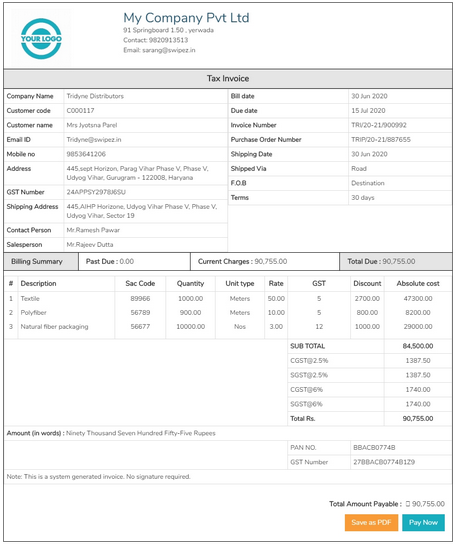 YOUR LOGO
My Company Pvt Ltd
91 Springboard 1.50 , yerwada
Contact: 9820913513
Email: sarang@swipez.in
Tax Invoice
Company Name Tridyne Distributors Bill date 30 Jun 2020
Customer code C000117 Due date 15 Jul 2020
Customer name Mrs Jyotsna Parel Invoice Number TRI/20-21/900992
Email ID Tridyne@swipez.in Purchase Order Number TRIP/20-21/887655
Mobile no 9853641206 Shipping Date 30 Jun 2020
Address 445,sept Horizon, Parag Vihar Phase V, Phase V, Shipped Via Road
Udyog Vihar, Gurugram - 122008, Haryana F.O.B Destination
GST Number 24APPSY2978J6SU Terms 30 days
Shipping Address 445,AIHP Horizone, Udyog Vihar Phase V, Phase V,
Udyog Vihar, Sector 19
Contact Person Mr.Ramesh Pawar
Salesperson Mr.Rajeev Dutta
Billing Summary Past Due : 0.00 Current Charges : 90,755.00 Total Due : 90,755.00
# Description Sac Code Quantity Unit type Rate GST Discount Absolute cost
1 Textile 89966 1000.00 Meters 50.00 5 2700.00 47300.00
2 Polyfiber 56789 900.00 Meters 10.00 5 800.00 8200.00
3 Natural fiber packaging 56677 10000.00 Nos 3.00 12 1000.00 29000.00
SUB TOTAL 84,500.00
CGST@2.5% 1387.50
SGST@2.5% 1387.50
CGST@6% 1740.00
SGST@6% 1740.00
Total Rs. 90,755.00
Amount (in words) : Ninety Thousand Seven Hundred Fifty-Five Rupees
PAN NO. BBACB0774B
GST Number 27BBACB0774B1Z9
Note: This is a system generated invoice. No signature required.
Total Amount Payable : 90,755.00
Save as PDF Pay Now